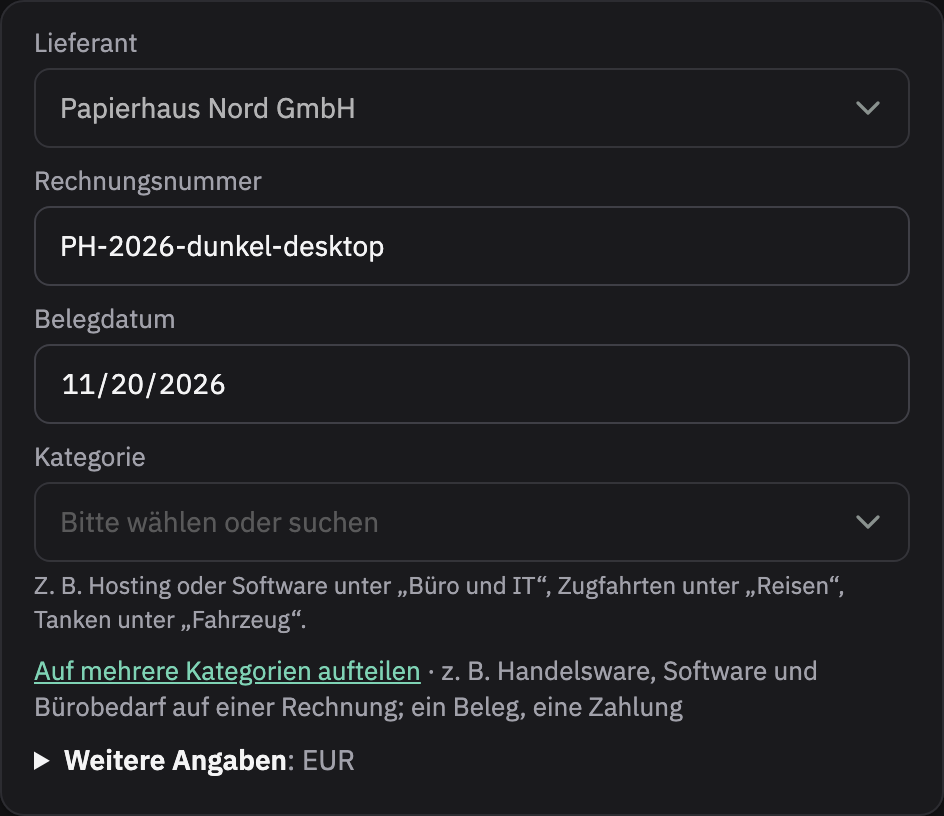 Lieferant
Papierhaus Nord GmbH
Rechnungsnummer
PH-2026-dunkel-desktop
Belegdatum
11/20/2026
Kategorie
Bitte wählen oder suchen
Z. B. Hosting oder Software unter „Büro und IT“, Zugfahrten unter „Reisen“,
Tanken unter „Fahrzeug“.
Auf mehrere Kategorien aufteilen · z. B. Handelsware, Software und
Bürobedarf auf einer Rechnung; ein Beleg, eine Zahlung
Weitere Angaben: EUR